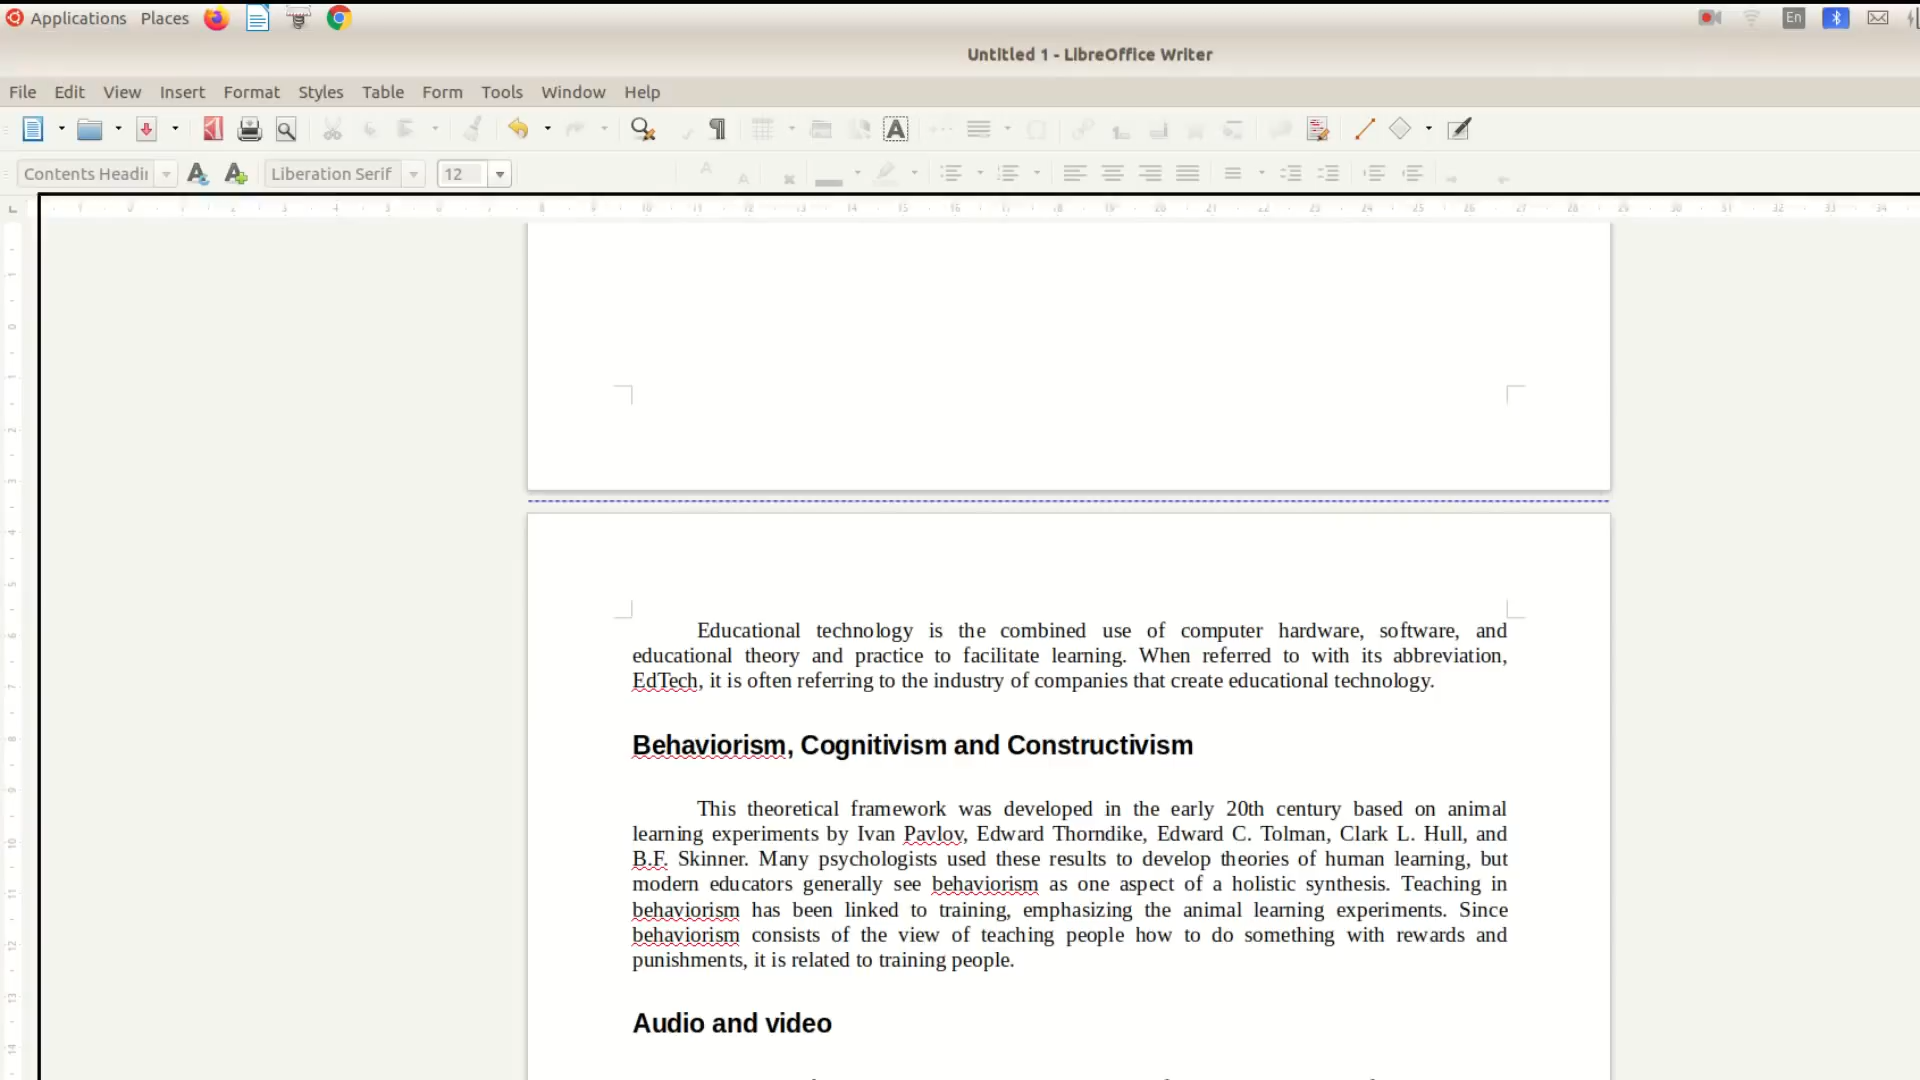 Applications Places En
Untitled 1 - LibreOffice Writer
File Edit View Insert Format Styles Table Form Tools Window Help
Contents Headi Liberation Serif 12
Educational technology is the combined use of computer hardware, software, and
educational theory and practice to facilitate learning. When referred to with its abbreviation,
EdTech, it is often referring to the industry of companies that create educational technology.
Behaviorism, Cognitivism and Constructivism
This theoretical framework was developed in the early 20th century based on animal
learning experiments by Ivan Pavlov, Edward Thorndike, Edward C. Tolman, Clark L. Hull, and
B.F. Skinner. Many psychologists used these results to develop theories of human learning, but
modern educators generally see behaviorism as one aspect of a holistic synthesis. Teaching in
behaviorism has been linked to training, emphasizing the animal learning experiments. Since
behaviorism consists of the view of teaching people how to do something with rewards and
punishments, it is related to training people.
Audio and video